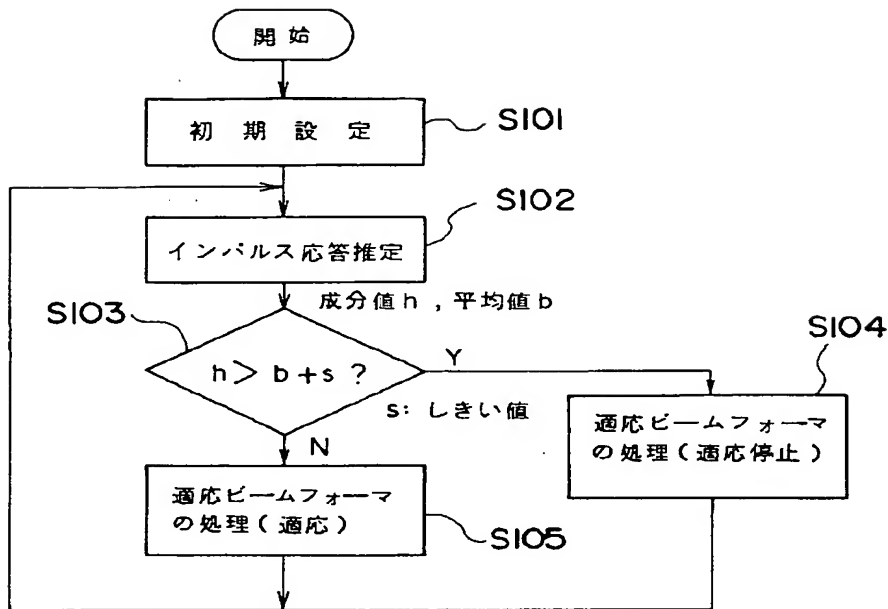 開始
初期設定
S101
S102
インパルス応答推定
成分値h,平均値b
S103
h>b+s?
Y
S104
s:しきい値
適応ビームフォーマ
の処理(適応停止)
N
適応ビームフォーマ
の処理(適応)
S105